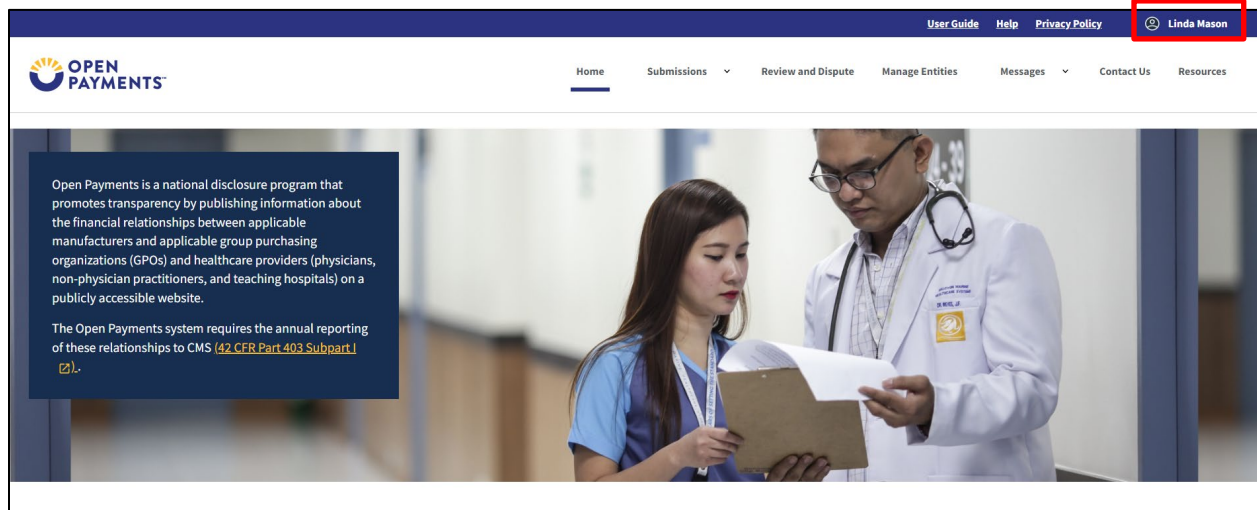 User Guide Help Privacy Policy Linda Mason
OPEN
PAYMENTS
Home Submissions Review and Dispute Manage Entities Messages Contact Us Resources
Open Payments is a national disclosure program that
promotes transparency by publishing information about
the financial relationships between applicable
manufacturers and applicable group purchasing
organizations (GPOs) and healthcare providers (physicians,
non-physician practitioners, and teaching hospitals) on a
publicly accessible website.
The Open Payments system requires the annual reporting
of these relationships to CMS (42 CFR Part 403 Subpart I
).